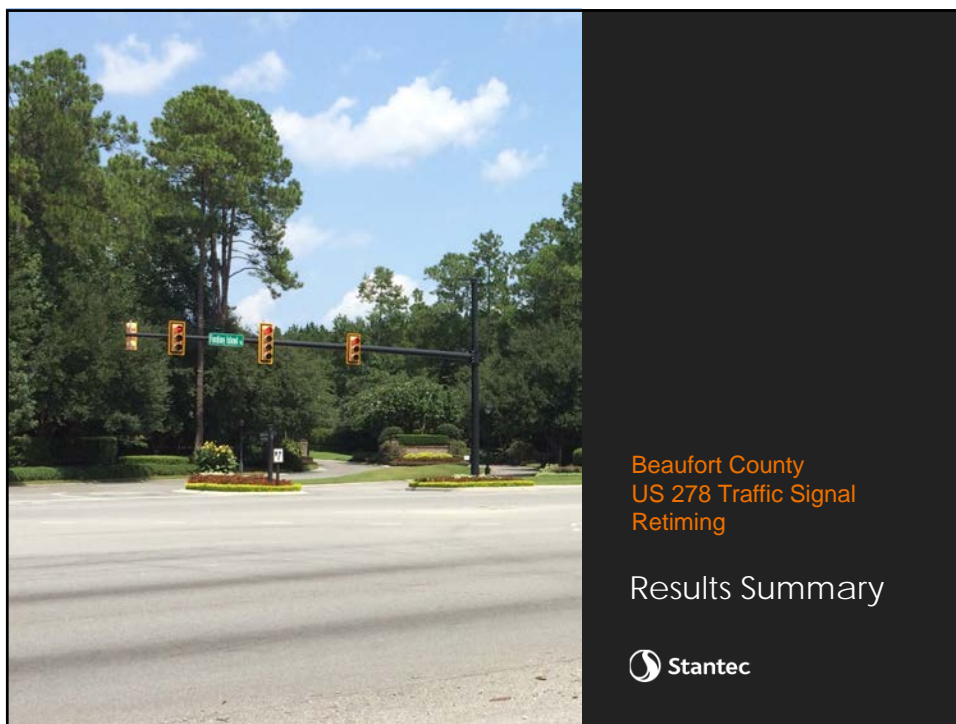 Beaufort County
US 278 Traffic Signal
Retiming
Results Summary
Stantec